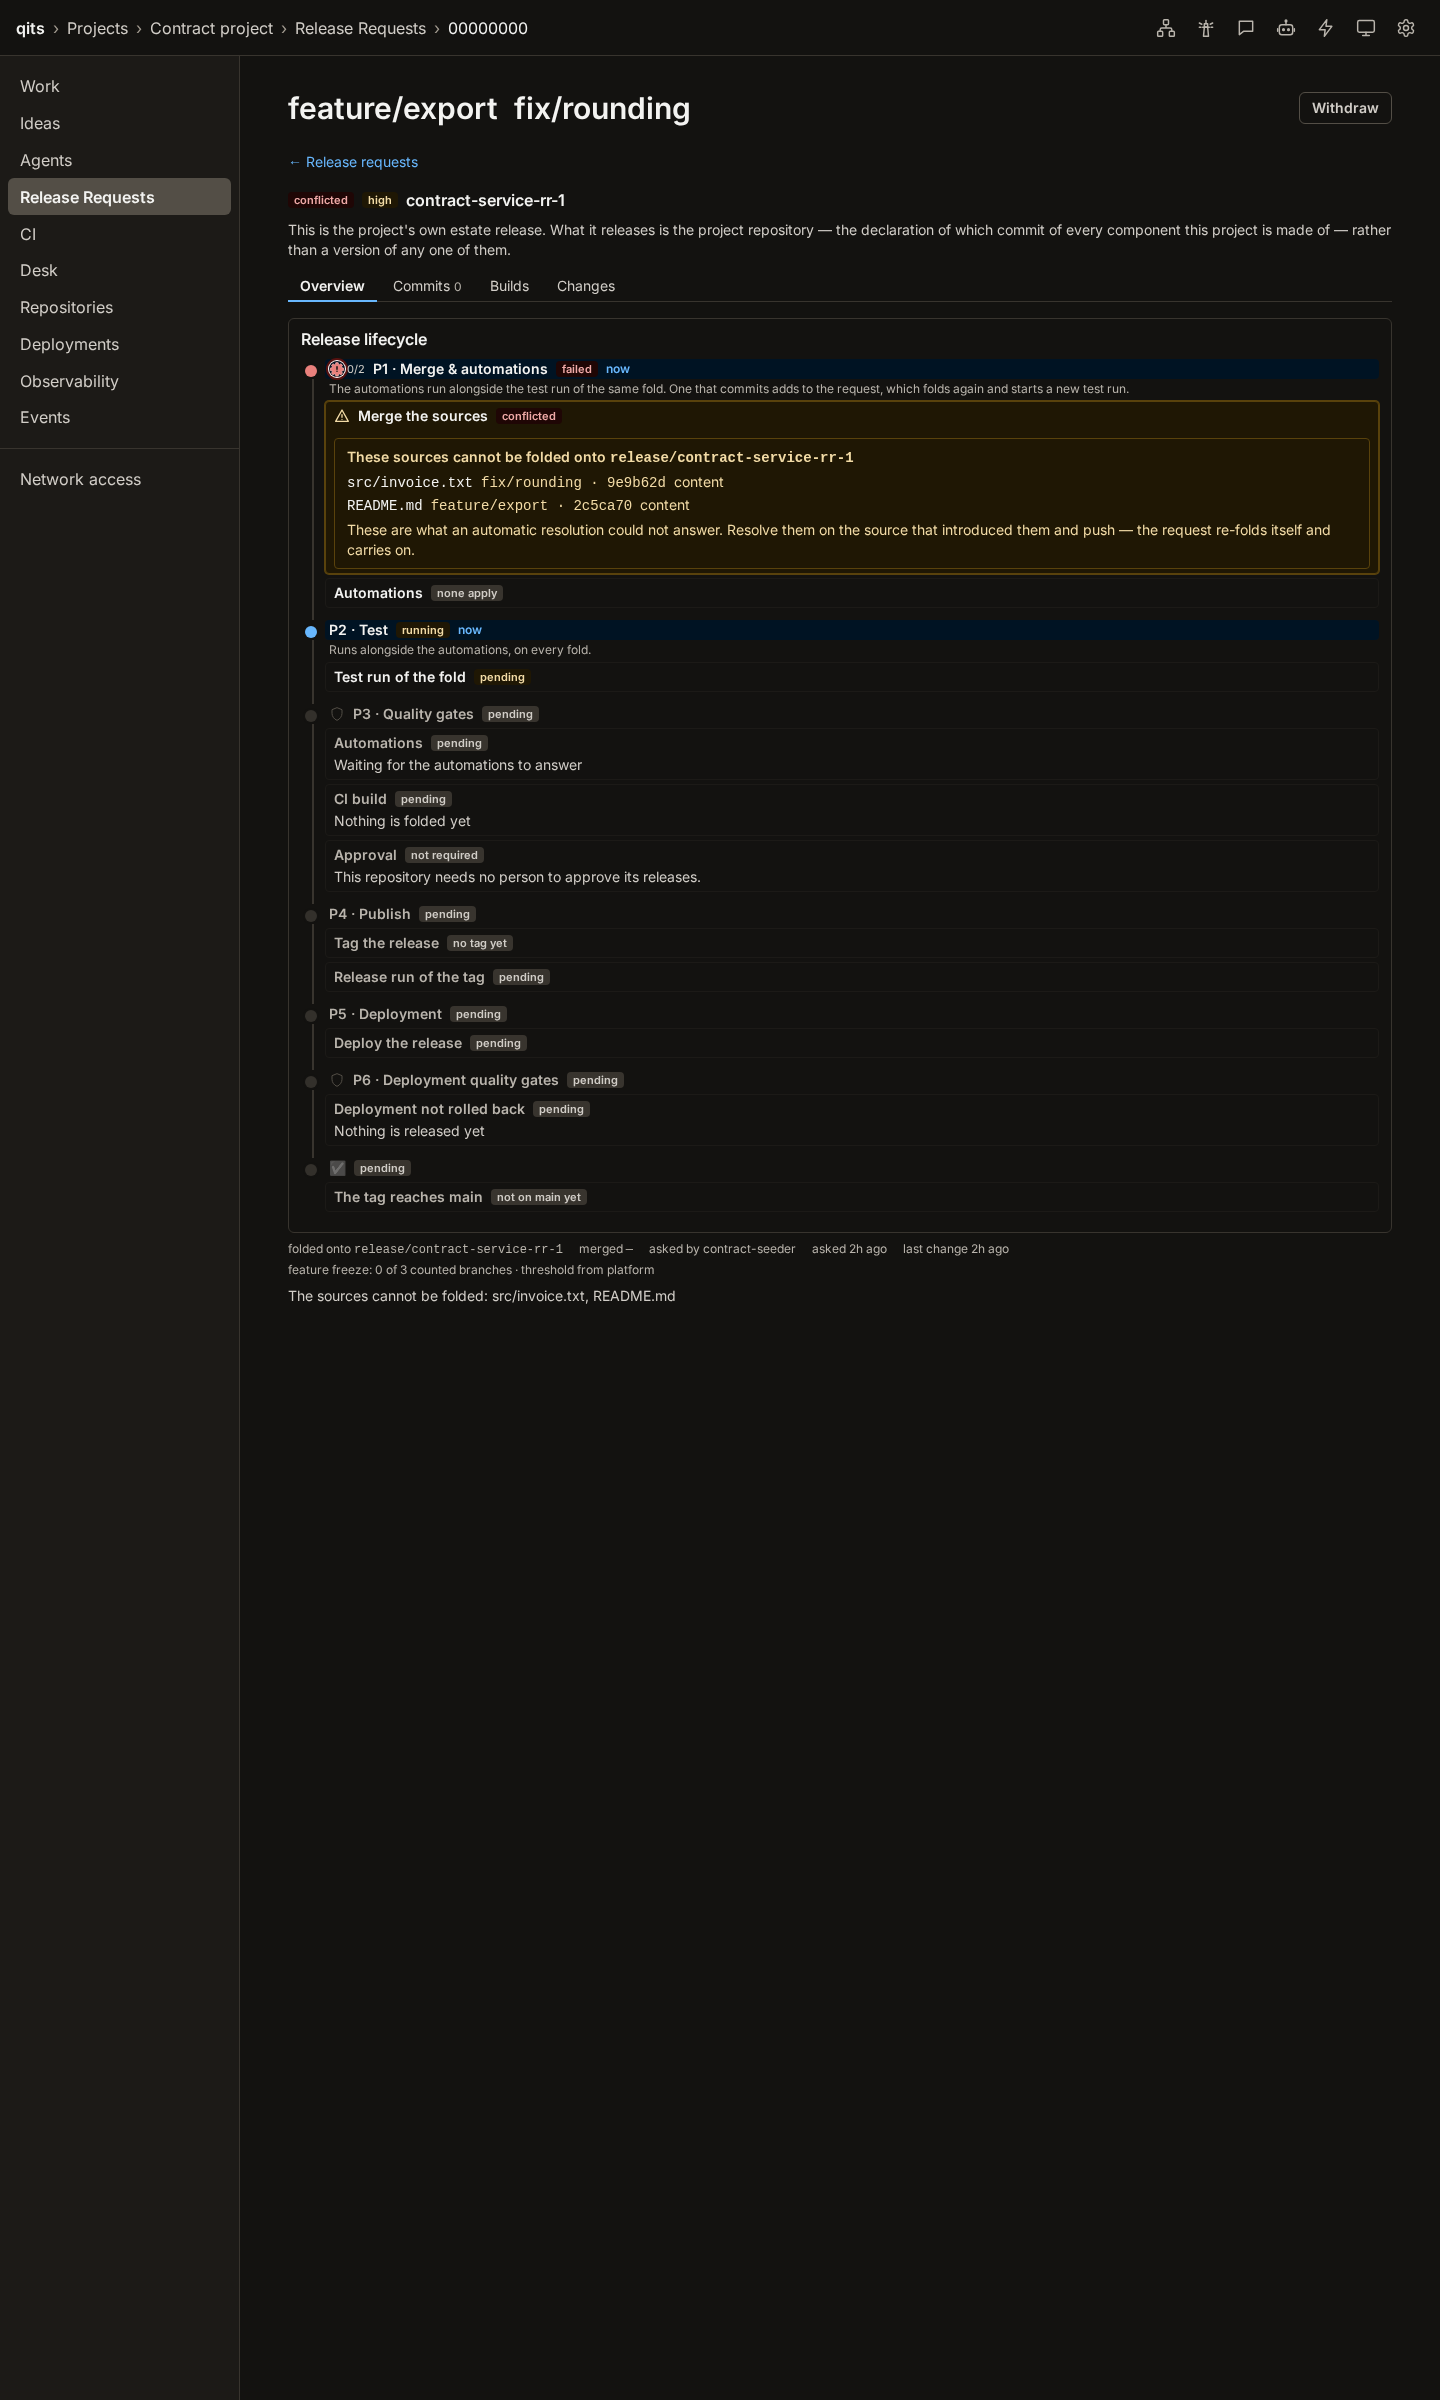 qits › Projects › Contract project › Release Requests › 00000000
Work
Ideas
Agents
Release Requests
CI
Desk
Repositories
Deployments
Observability
Events
Network access
feature/export fix/rounding
Withdraw
← Release requests
conflicted high contract-service-rr-1
This is the project's own estate release. What it releases is the project repository — the declaration of which commit of every component this project is made of — rather
than a version of any one of them.
Overview Commits 0 Builds Changes
Release lifecycle
0/2 P1 · Merge & automations failed now
The automations run alongside the test run of the same fold. One that commits adds to the request, which folds again and starts a new test run.
Merge the sources conflicted
These sources cannot be folded onto release/contract-service-rr-1
src/invoice.txt fix/rounding · 9e9b62d content
README.md feature/export · 2c5ca70 content
These are what an automatic resolution could not answer. Resolve them on the source that introduced them and push — the request re-folds itself and
carries on.
Automations none apply
P2 · Test running now
Runs alongside the automations, on every fold.
Test run of the fold pending
P3 · Quality gates pending
Automations pending
Waiting for the automations to answer
CI build pending
Nothing is folded yet
Approval not required
This repository needs no person to approve its releases.
P4 · Publish pending
Tag the release no tag yet
Release run of the tag pending
P5 · Deployment pending
Deploy the release pending
P6 · Deployment quality gates pending
Deployment not rolled back pending
Nothing is released yet
pending
The tag reaches main not on main yet
folded onto release/contract-service-rr-1 merged — asked by contract-seeder asked 2h ago last change 2h ago
feature freeze: 0 of 3 counted branches · threshold from platform
The sources cannot be folded: src/invoice.txt, README.md